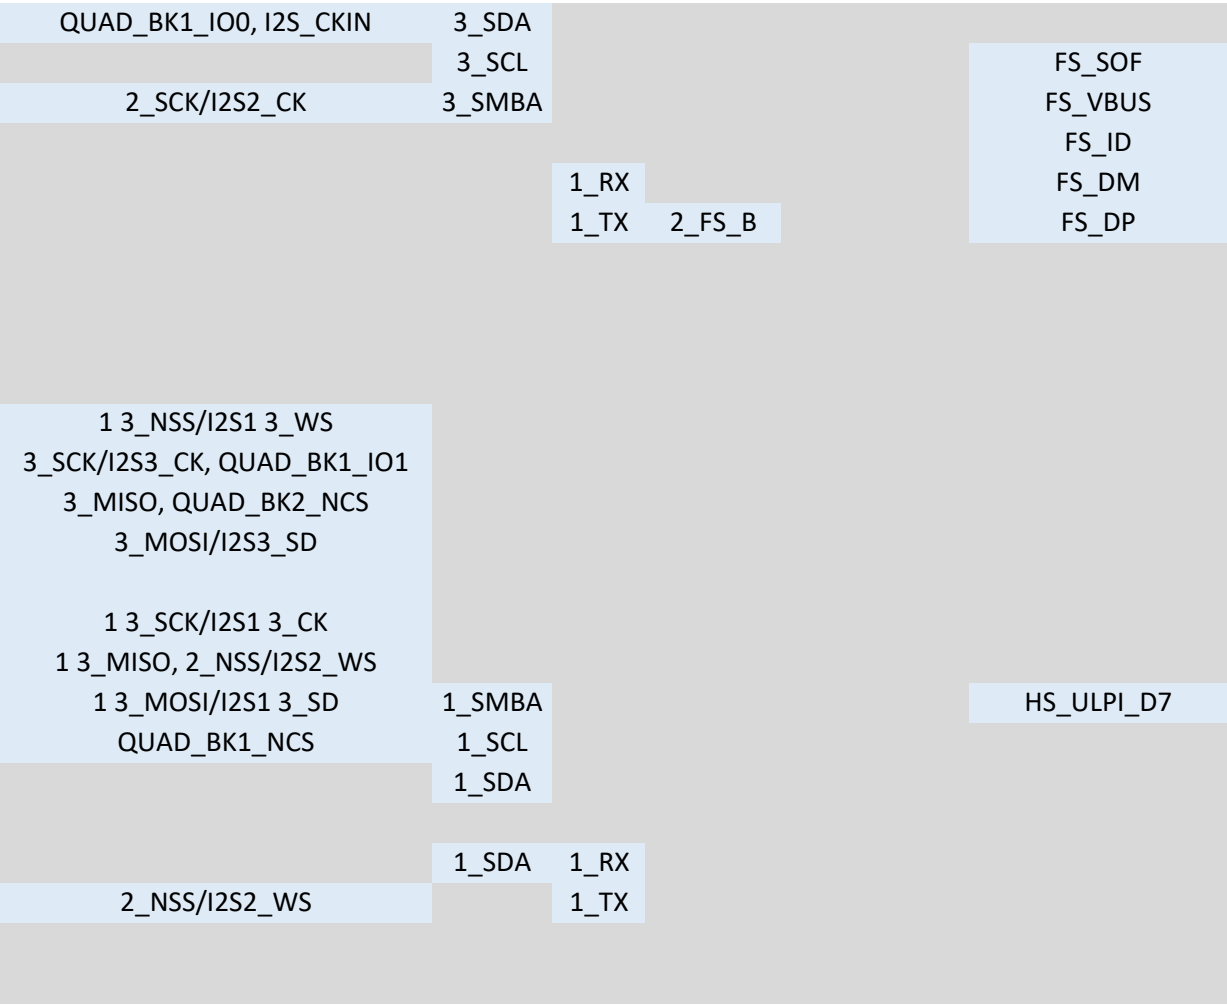 QUAD_BK1_IO0, I2S_CKIN 3_SDA
3_SCL FS_SOF
2_SCK/I2S2_CK 3_SMBA FS_VBUS
FS_ID
1_RX FS_DM
1_TX 2_FS_B FS_DP
1 3_NSS/I2S1 3_WS
3_SCK/I2S3_CK, QUAD_BK1_IO1
3_MISO, QUAD_BK2_NCS
3_MOSI/I2S3_SD
1 3_SCK/I2S1 3_CK
1 3_MISO, 2_NSS/I2S2_WS
1 3_MOSI/I2S1 3_SD 1_SMBA HS_ULPI_D7
QUAD_BK1_NCS 1_SCL
1_SDA
1_SDA 1_RX
2_NSS/I2S2_WS 1_TX